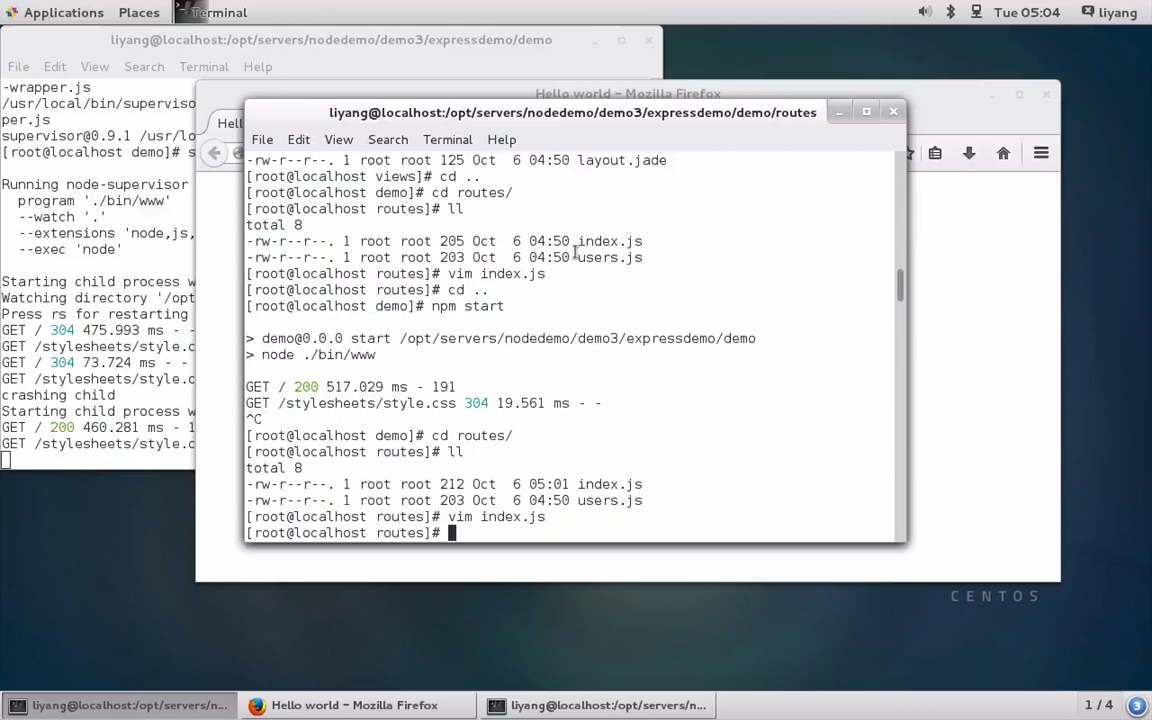 Applications Places Terminal Tue 05:04 liyang
liyang@localhost:/opt/servers/nodedemo/demo3/expressdemo/demo
File Edit View Search Terminal Help
-wrapper.js
/usr/local/bin/superviso
per.js
supervisor@0.9.1 /usr/lo
[root@localhost demo]# s
Running node-supervisor
program './bin/www'
--watch '.'
--extensions 'node,js,
--exec 'node'
Starting child process w
Watching directory '/opt
Press rs for restarting
GET / 304 475.993 ms - -
GET /stylesheets/style.c
GET / 304 73.724 ms - -
GET /stylesheets/style.c
crashing child
Starting child process w
GET / 200 460.281 ms - 1
GET /stylesheets/style.c
Hello world - Mozilla Firefox
Hell
liyang@localhost:/opt/servers/nodedemo/demo3/expressdemo/demo/routes
File Edit View Search Terminal Help
-rw-r--r--. 1 root root 125 Oct  6 04:50 layout.jade
[root@localhost views]# cd ..
[root@localhost demo]# cd routes/
[root@localhost routes]# ll
total 8
-rw-r--r--. 1 root root 205 Oct  6 04:50 index.js
-rw-r--r--. 1 root root 203 Oct  6 04:50 users.js
[root@localhost routes]# vim index.js
[root@localhost routes]# cd ..
[root@localhost demo]# npm start
> demo@0.0.0 start /opt/servers/nodedemo/demo3/expressdemo/demo
> node ./bin/www
GET / 200 517.029 ms - 191
GET /stylesheets/style.css 304 19.561 ms - -
^C
[root@localhost demo]# cd routes/
[root@localhost routes]# ll
total 8
-rw-r--r--. 1 root root 212 Oct  6 05:01 index.js
-rw-r--r--. 1 root root 203 Oct  6 04:50 users.js
[root@localhost routes]# vim index.js
[root@localhost routes]#
CENTOS
liyang@localhost:/opt/servers/n... Hello world - Mozilla Firefox liyang@localhost:/opt/servers/n... 1 / 4 3